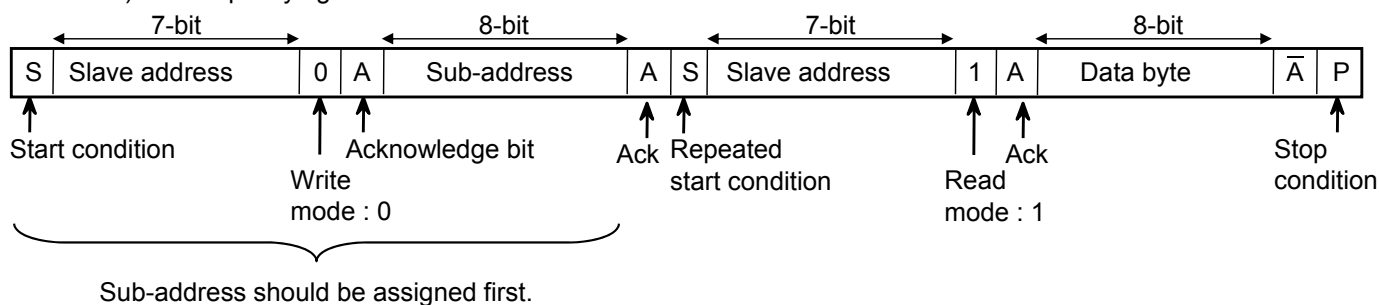 7-bit 8-bit 7-bit 8-bit
S Slave address 0 A Sub-address A S Slave address 1 A Data byte A̅ P
Start condition Acknowledge bit Ack Repeated Ack Stop
start condition condition
Write Read
mode : 0 mode : 1
Sub-address should be assigned first.